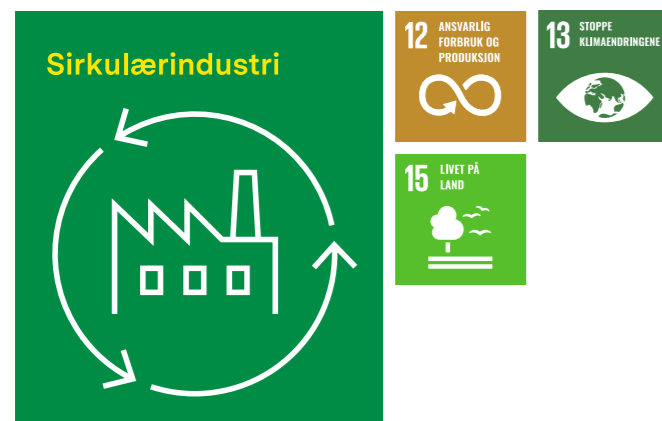 Sirkulærindustri
12 ANSVARLIG
FORBRUK OG
PRODUKSJON
13 STOPPE
KLIMAENDRINGENE
15 LIVET PÅ
LAND